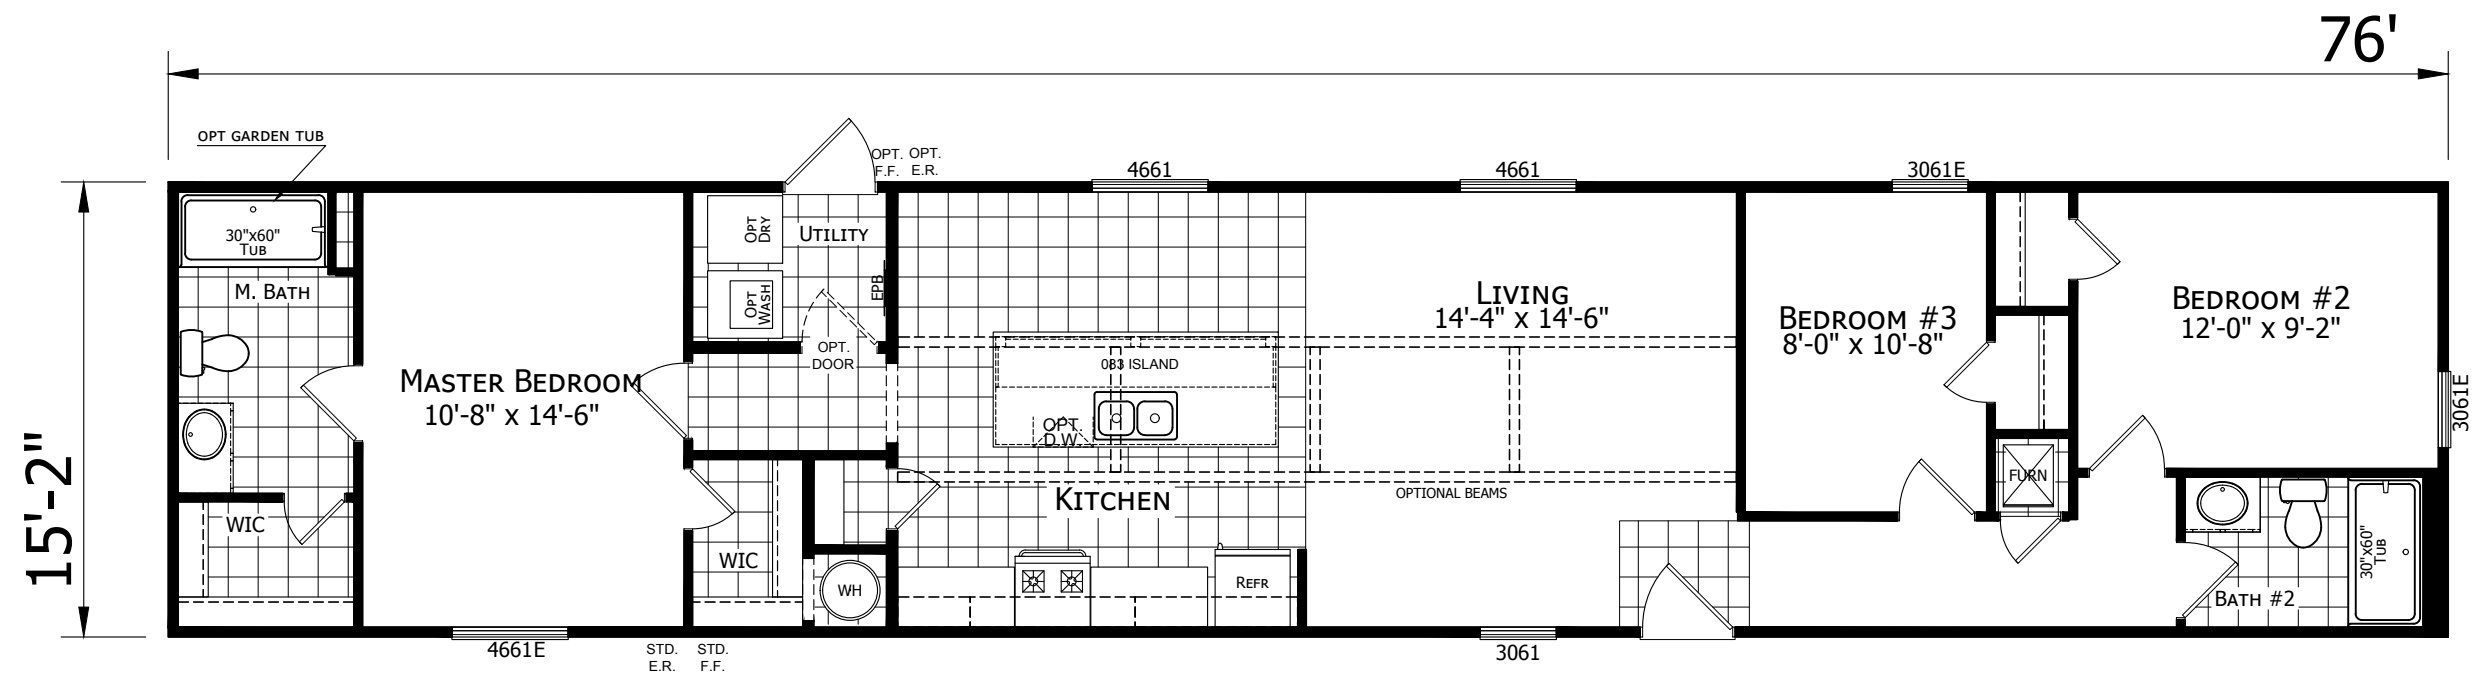 76'
OPT GARDEN TUB
OPT. OPT.
F.F. E.R.
4661
4661
3061E
30"x60"
TUB
OPT
DRY
UTILITY
M. BATH
OPT
WASH
EPB
LIVING
14'-4" x 14'-6"
BEDROOM #3
8'-0" x 10'-8"
BEDROOM #2
12'-0" x 9'-2"
OPT.
DOOR
083 ISLAND
MASTER BEDROOM
10'-8" x 14'-6"
3061E
OPT.
D.W.
15'-2"
FURN
KITCHEN
OPTIONAL BEAMS
WIC
WIC
WH
REFR
30"x60"
TUB
BATH #2
4661E
STD.
E.R.
STD.
F.F.
3061